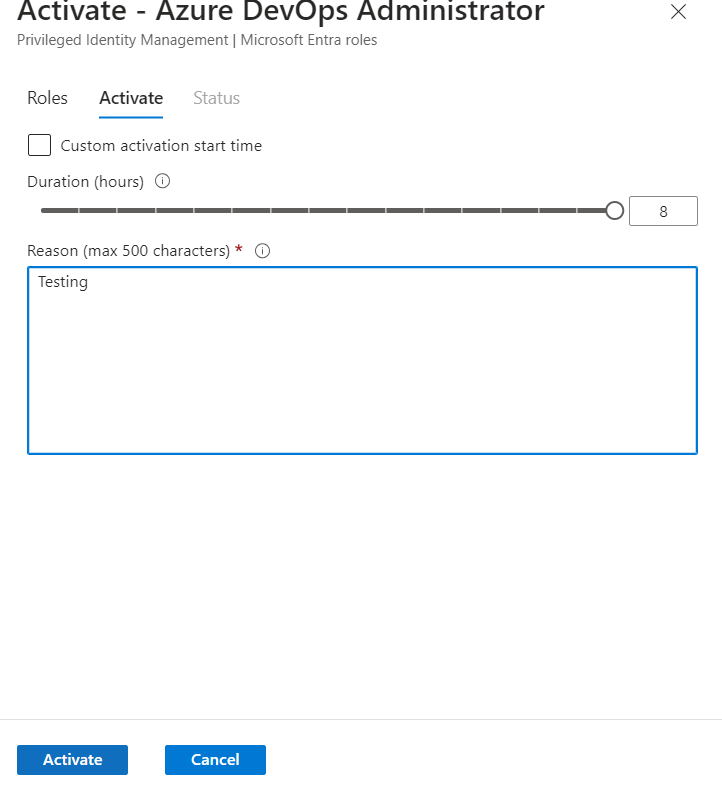 Activate - Azure DevOps Administrator
Privileged Identity Management | Microsoft Entra roles
Roles Activate Status
Custom activation start time
Duration (hours)
8
Reason (max 500 characters) *
Testing
Activate Cancel